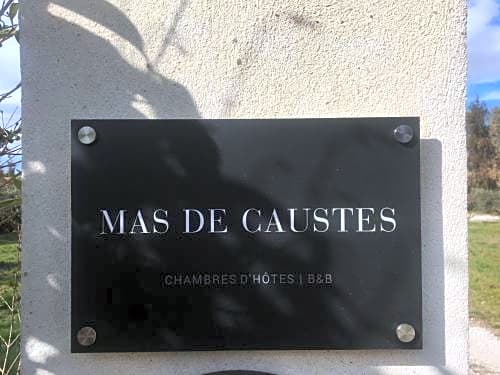 MAS DE CAUSTES
CHAMBRES D'HÔTES | B&B